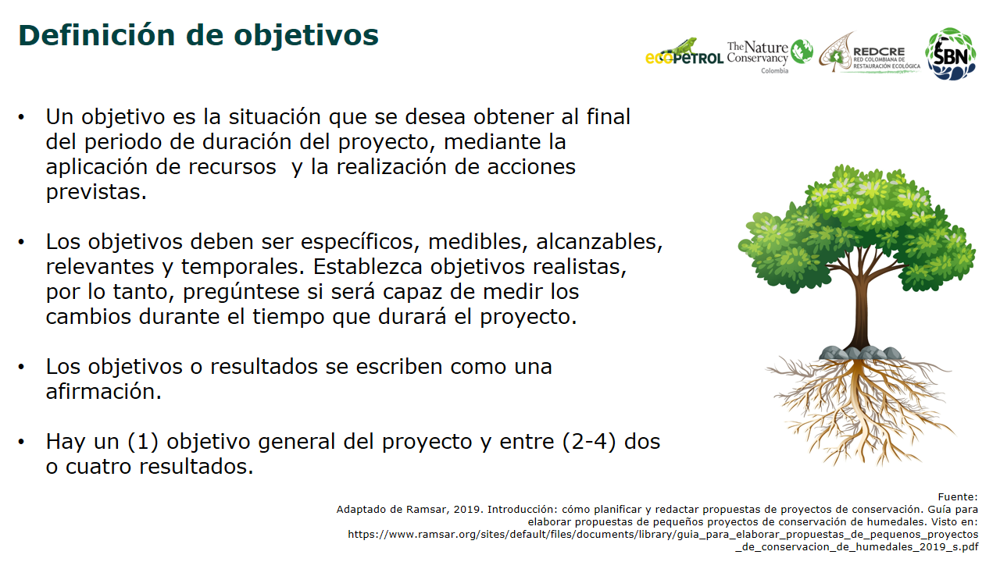 Definición de objetivos
ecoPETROL
The Nature
Conservancy
Colombia
REDCRE
RED COLOMBIANA DE
RESTAURACIÓN ECOLÓGICA
SBN
• Un objetivo es la situación que se desea obtener al final
del periodo de duración del proyecto, mediante la
aplicación de recursos  y la realización de acciones
previstas.
• Los objetivos deben ser específicos, medibles, alcanzables,
relevantes y temporales. Establezca objetivos realistas,
por lo tanto, pregúntese si será capaz de medir los
cambios durante el tiempo que durará el proyecto.
• Los objetivos o resultados se escriben como una
afirmación.
• Hay un (1) objetivo general del proyecto y entre (2-4) dos
o cuatro resultados.
Fuente:
Adaptado de Ramsar, 2019. Introducción: cómo planificar y redactar propuestas de proyectos de conservación. Guía para
elaborar propuestas de pequeños proyectos de conservación de humedales. Visto en:
https://www.ramsar.org/sites/default/files/documents/library/guia_para_elaborar_propuestas_de_pequenos_proyectos
_de_conservacion_de_humedales_2019_s.pdf